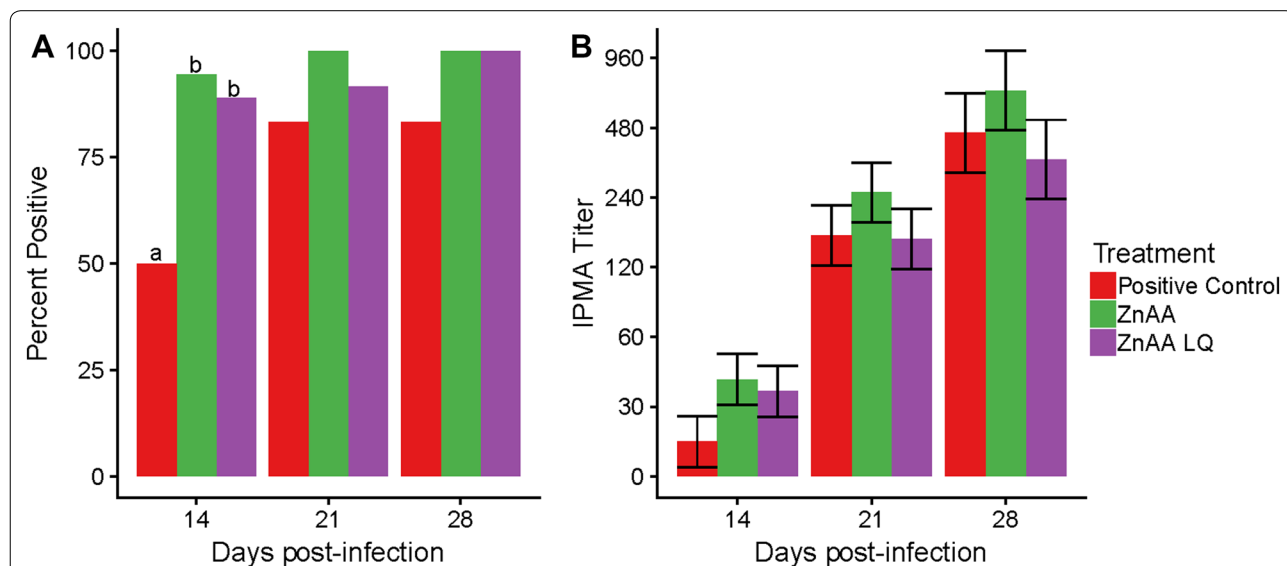 A
100
75
50
25
0
Percent Positive
a
b
b
14
21
28
Days post-infection
B
960
480
240
120
60
30
0
IPMA Titer
14
21
28
Days post-infection
Treatment
Positive Control
ZnAA
ZnAA LQ